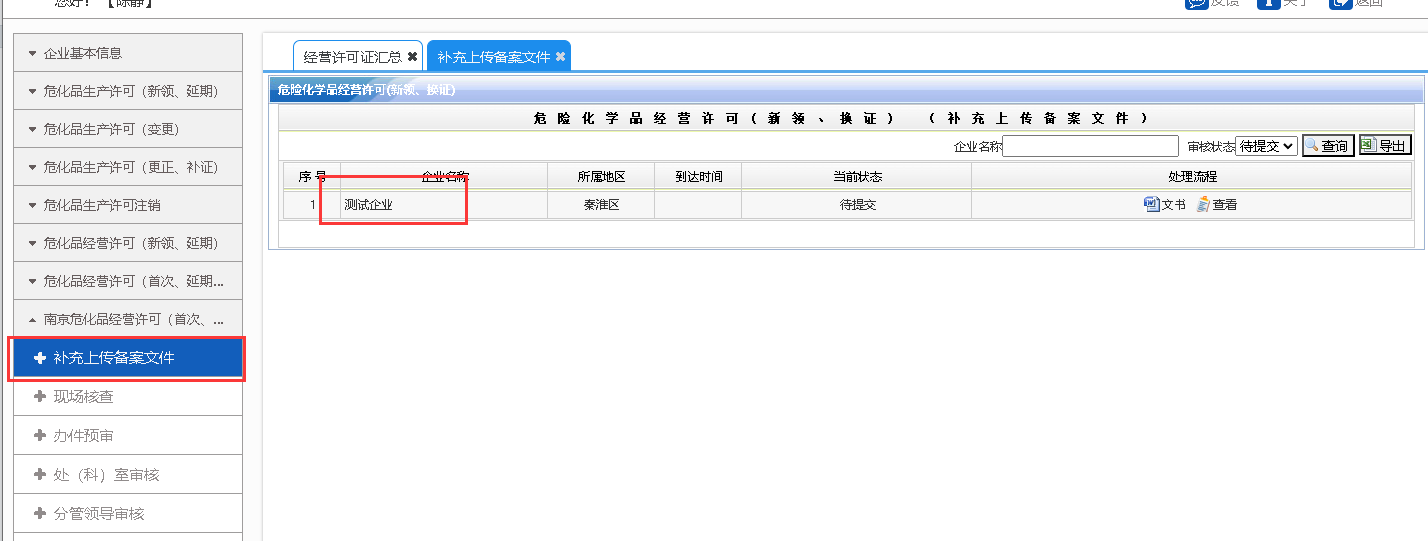 您好！【陈静】
反馈 关于 返回
企业基本信息
危化品生产许可（新领、延期）
危化品生产许可（变更）
危化品生产许可（更正、补证）
危化品生产许可注销
危化品经营许可（新领、延期）
危化品经营许可（首次、延期...
南京危化品经营许可（首次、...
补充上传备案文件
现场核查
办件预审
处（科）室审核
分管领导审核
经营许可证汇总 补充上传备案文件
危险化学品经营许可(新领、换证)
危险化学品经营许可(新领、换证) (补充上传备案文件)
企业名称 审核状态 待提交 查询 导出
序号 企业名称 所属地区 到达时间 当前状态 处理流程
1 测试企业 秦淮区 待提交 文书 查看